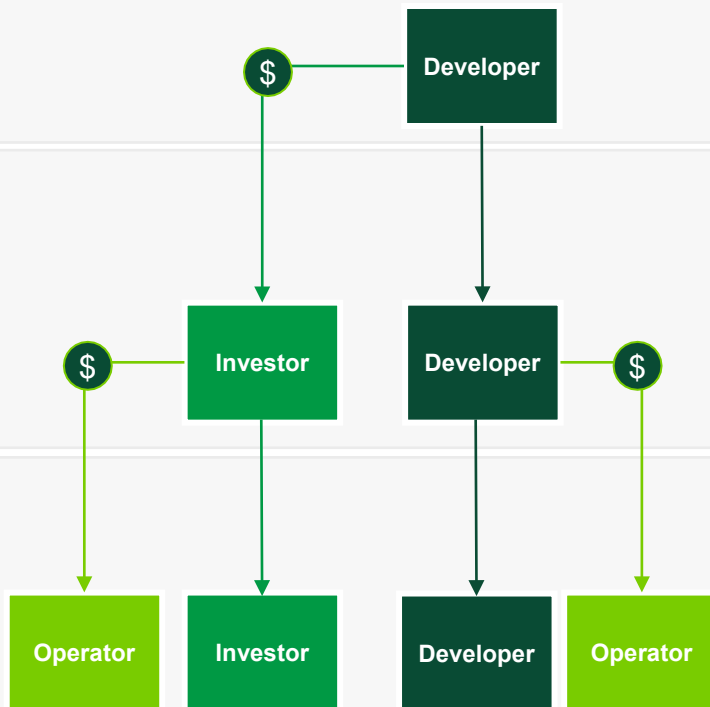 $
Developer
$
Investor
Developer
$
Operator
Investor
Developer
Operator